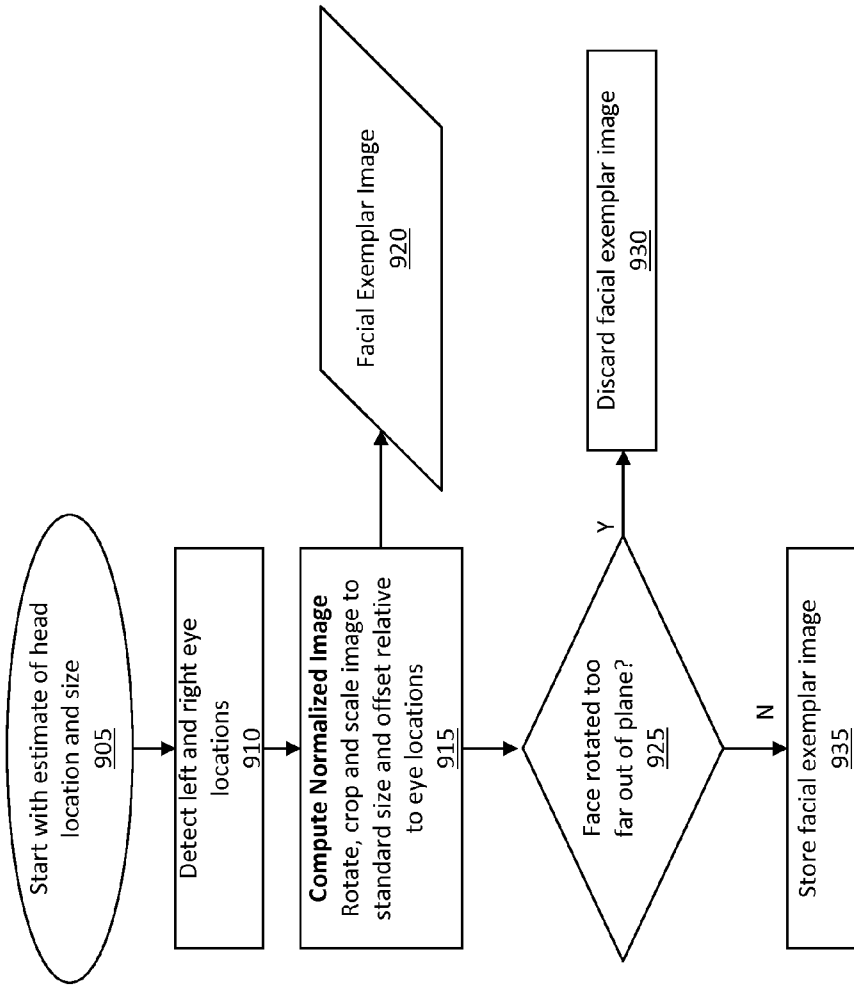 Start with estimate of head
location and size
905
Detect left and right eye
locations
910
Compute Normalized Image
Rotate, crop and scale image to
standard size and offset relative
to eye locations
915
Facial Exemplar Image
920
Face rotated too
far out of plane?
925
Y
Discard facial exemplar image
930
N
Store facial exemplar image
935